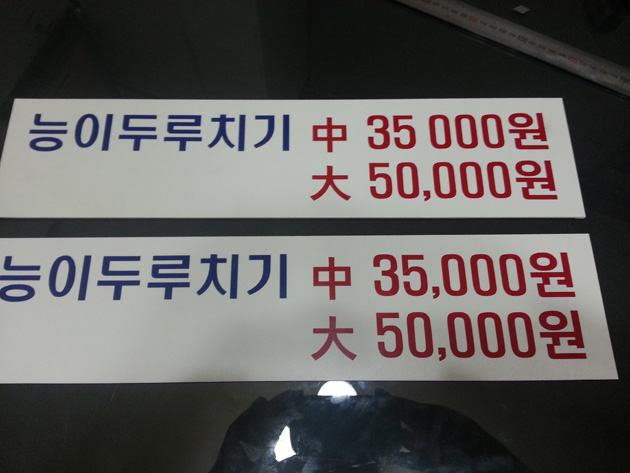 능이두루치기 中 35 000원
大 50,000원
능이두루치기 中 35,000원
大 50,000원